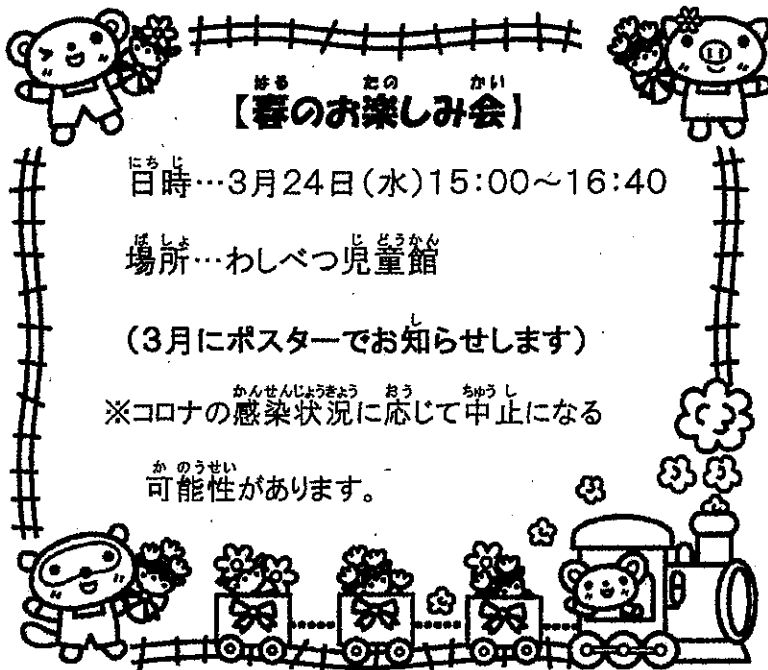 【春のお楽しみ会】
日時…3月24日(水)15:00～16:40
場所…わしべつ児童館
(3月にポスターでお知らせします)
※コロナの感染状況に応じて中止になる
可能性があります。